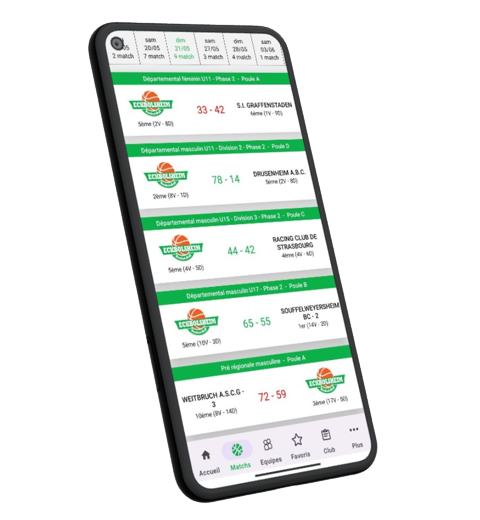 sam
dim
sam
dim
sam
/05
20/05
21/05
27/05
28/05
03/06
2 match
7 match
9 match
3 match
4 match
1 match
Départemental féminin U11 - Phase 2 - Poule A
ECKBOLSHEIM
33 - 42
S.I. GRAFFENSTADEN
5ème (2V - 8D)
4ème (1V - 9D)
Départemental masculin U11 - Division 2 - Phase 2 - Poule D
ECKBOLSHEIM
78 - 14
DRUSENHEIM A.B.C.
2ème (8V - 1D)
5ème (2V - 8D)
Départemental masculin U15 - Division 3 - Phase 2 - Poule C
ECKBOLSHEIM
44 - 42
RACING CLUB DE
STRASBOURG
5ème (4V - 5D)
4ème (4V - 6D)
Départemental masculin U17 - Phase 2 - Poule B
ECKBOLSHEIM
65 - 55
SOUFFELWEYERSHEIM
BC - 2
5ème (10V - 3D)
1er (14V - 2D)
Pré régionale masculine - Poule A
WEITBRUCH A.S.C.G -
3
72 - 59
ECKBOLSHEIM
10ème (8V - 14D)
3ème (17V - 5D)
Accueil
Matchs
Equipes
Favoris
Club
Plus